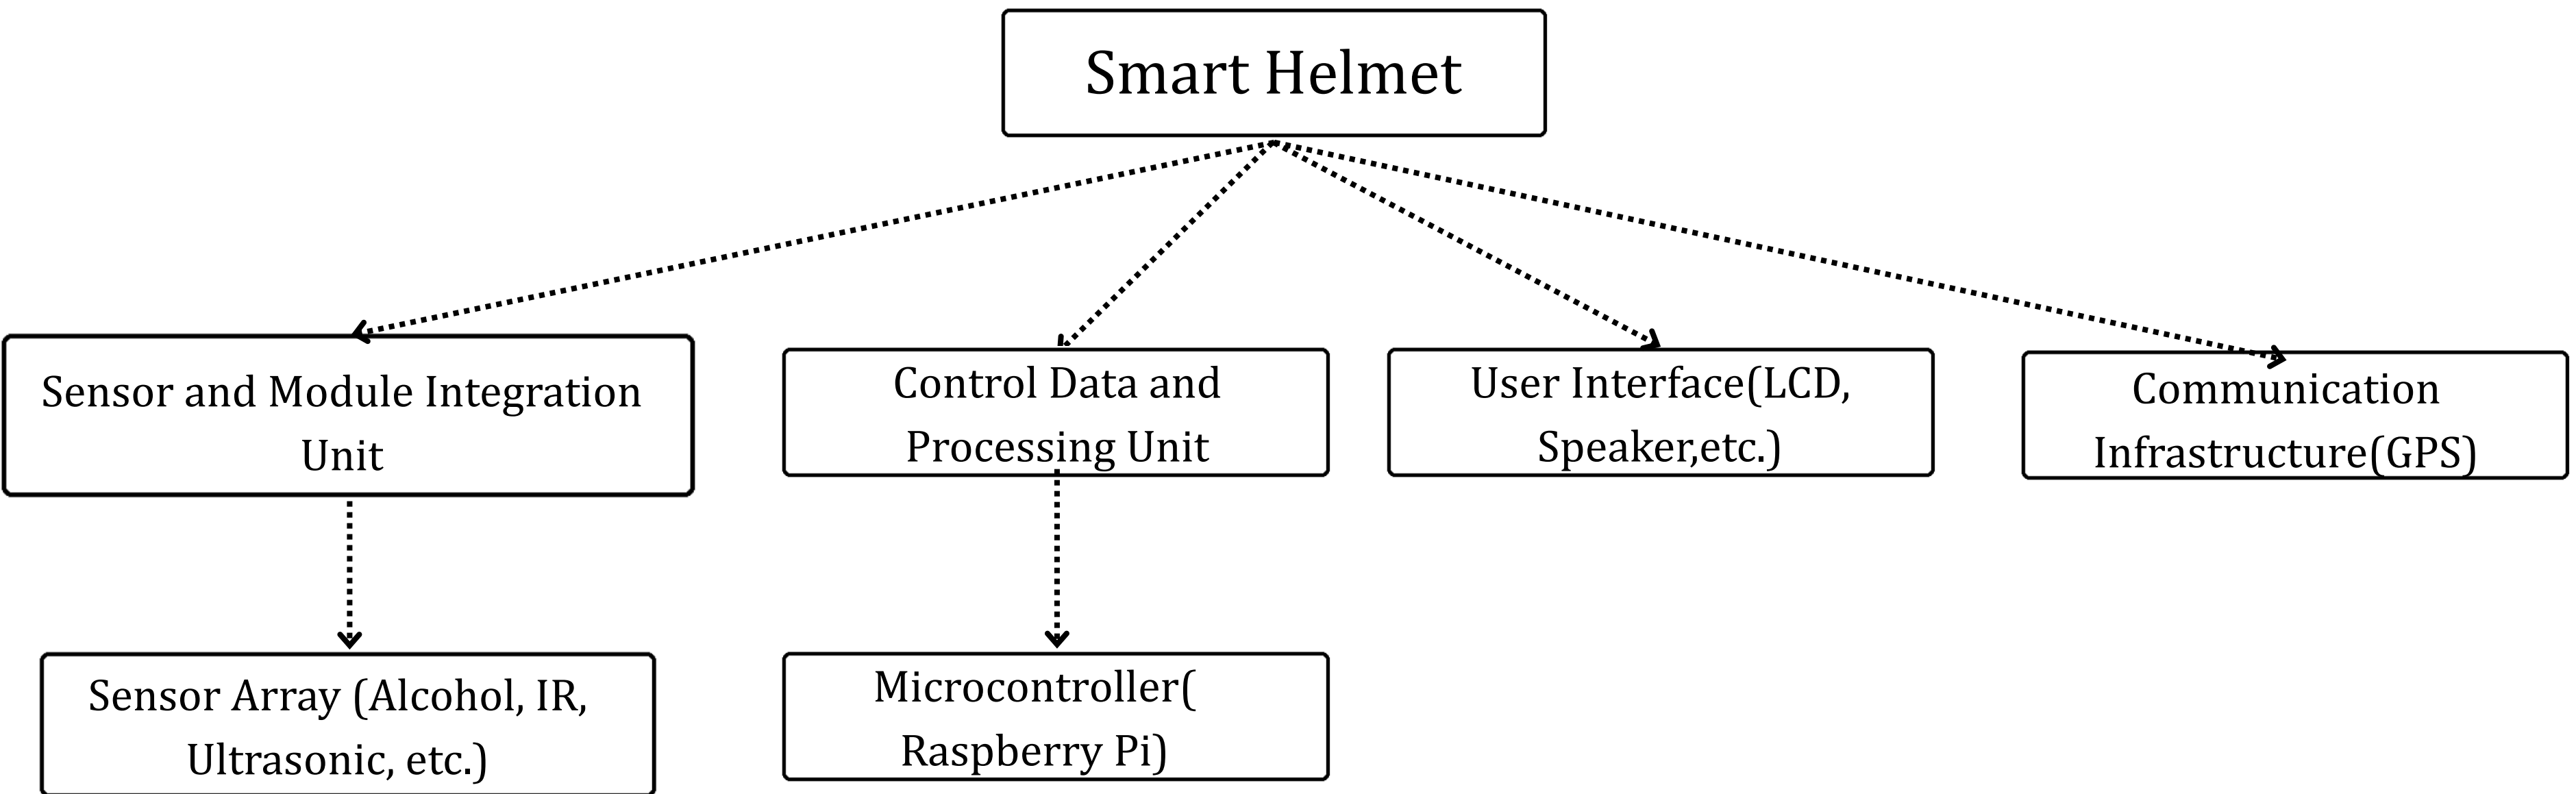 Smart Helmet
Sensor and Module Integration
Unit
Control Data and
Processing Unit
User Interface(LCD,
Speaker,etc.)
Communication
Infrastructure(GPS)
Sensor Array (Alcohol, IR,
Ultrasonic, etc.)
Microcontroller(
Raspberry Pi)